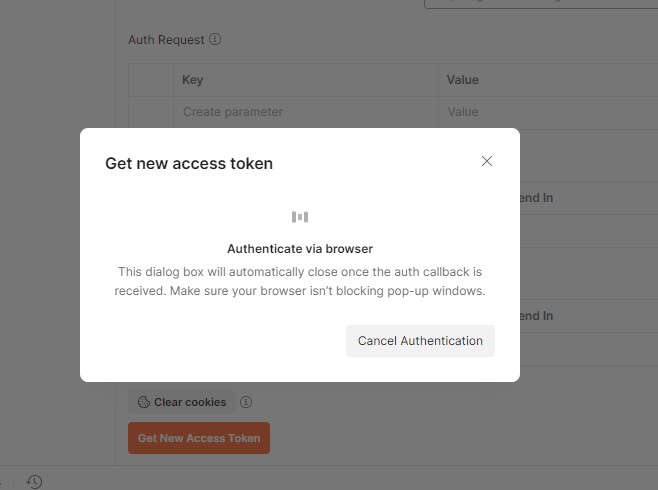 Auth Request
Key Value
Create parameter Value
Get new access token
end In
Authenticate via browser
This dialog box will automatically close once the auth callback is
received. Make sure your browser isn’t blocking pop-up windows.
end In
Cancel Authentication
Clear cookies
Get New Access Token